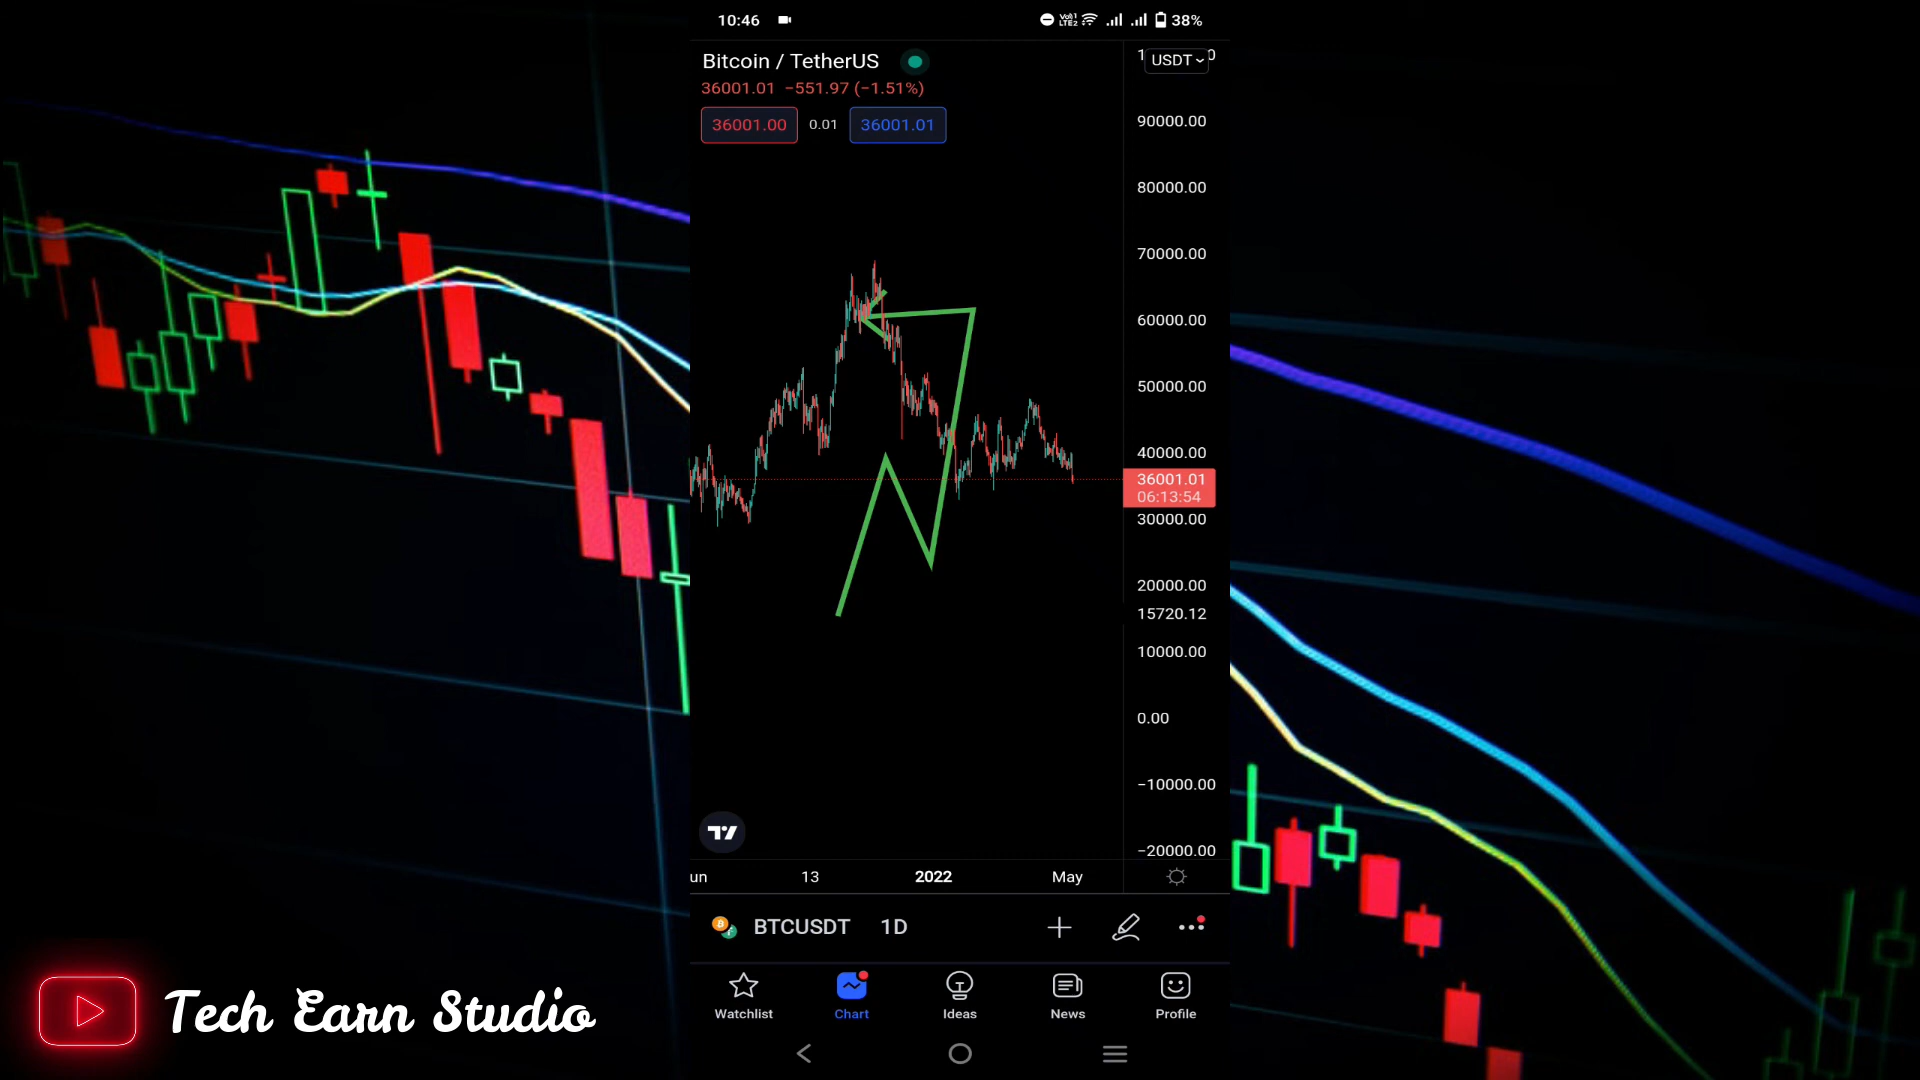 10:46
Vo)) 1
LTE2
38%
Bitcoin / TetherUS
USDT
36001.01 −551.97 (−1.51%)
36001.00 0.01 36001.01
90000.00
80000.00
70000.00
60000.00
50000.00
40000.00
36001.01
06:13:54
30000.00
20000.00
15720.12
10000.00
0.00
−10000.00
−20000.00
un 13 2022 May
BTCUSDT 1D
Watchlist Chart Ideas News Profile
Tech Earn Studio